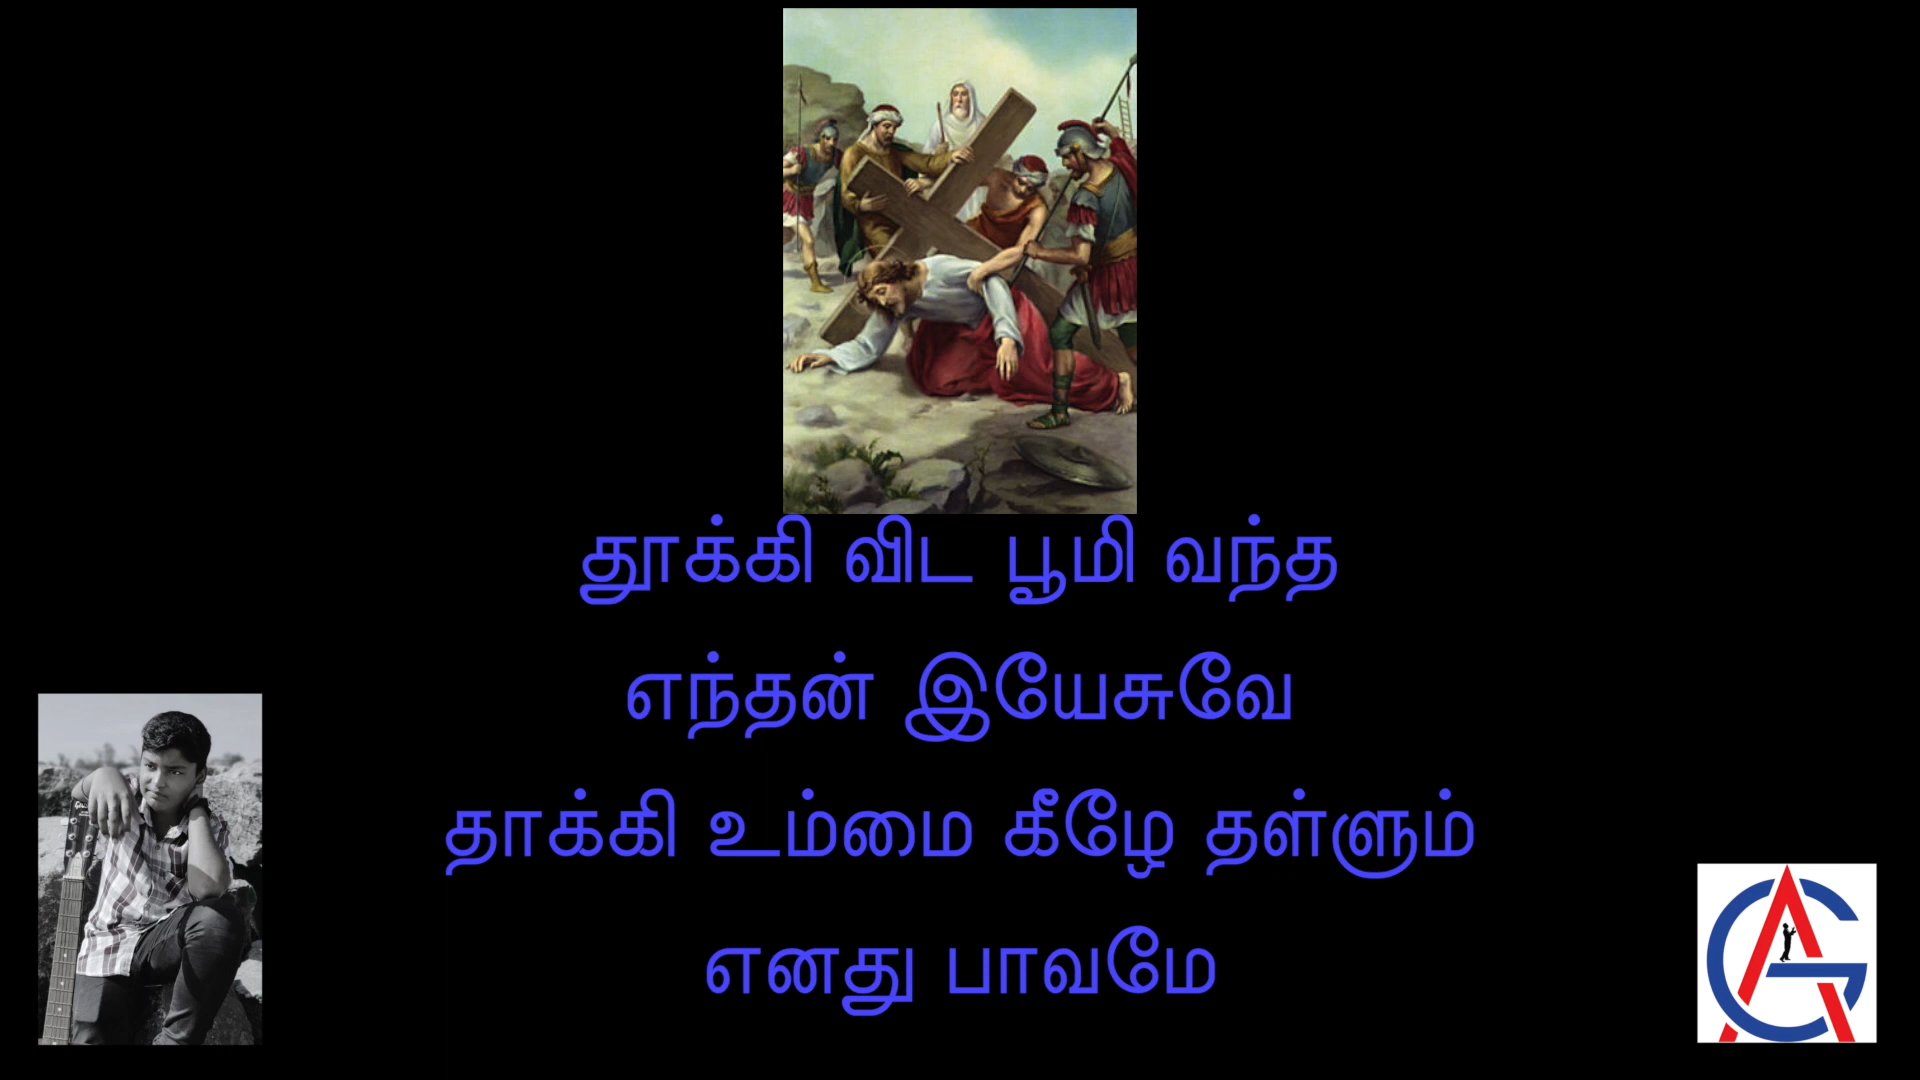 தூக்கி விட பூமி வந்த
எந்தன் இயேசுவே
தாக்கி உம்மை கீழே தள்ளும்
எனது பாவமே